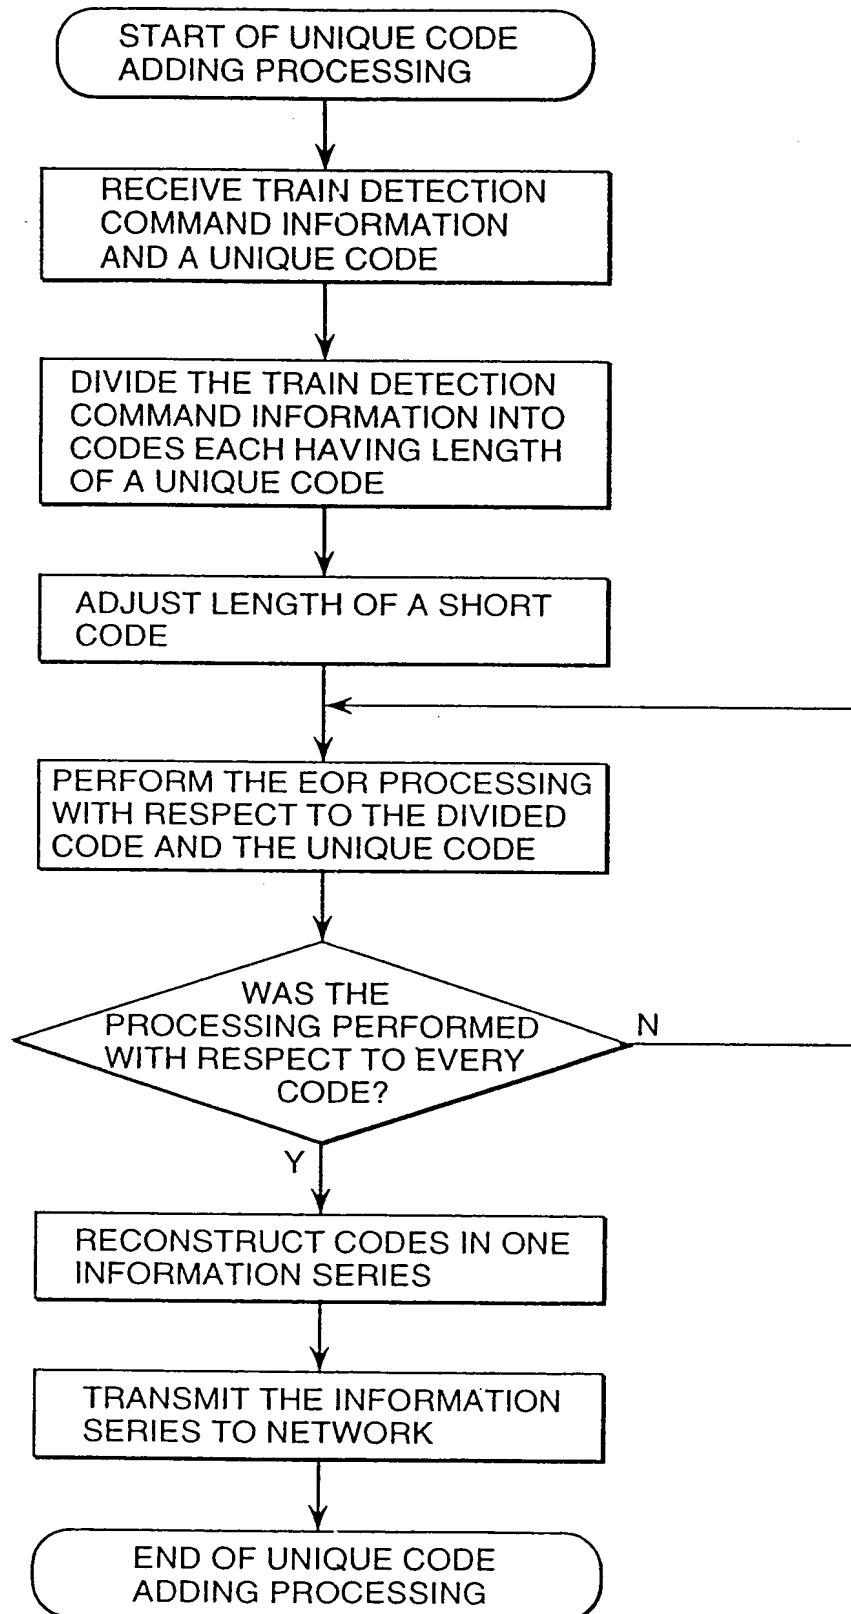 START OF UNIQUE CODE
ADDING PROCESSING
RECEIVE TRAIN DETECTION
COMMAND INFORMATION
AND A UNIQUE CODE
DIVIDE THE TRAIN DETECTION
COMMAND INFORMATION INTO
CODES EACH HAVING LENGTH
OF A UNIQUE CODE
ADJUST LENGTH OF A SHORT
CODE
PERFORM THE EOR PROCESSING
WITH RESPECT TO THE DIVIDED
CODE AND THE UNIQUE CODE
WAS THE
PROCESSING PERFORMED
WITH RESPECT TO EVERY
CODE?
N
Y
RECONSTRUCT CODES IN ONE
INFORMATION SERIES
TRANSMIT THE INFORMATION
SERIES TO NETWORK
END OF UNIQUE CODE
ADDING PROCESSING